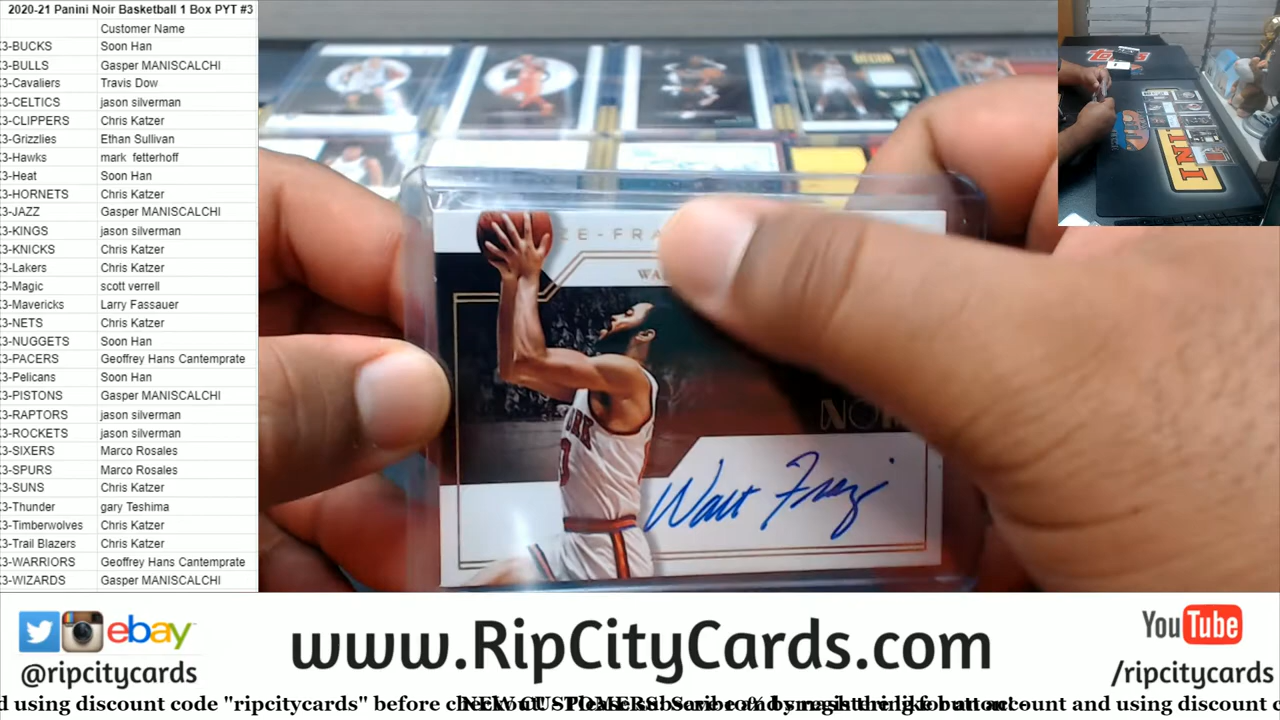 2020-21 Panini Noir Basketball 1 Box PYT #3
Customer Name
3-BUCKS Soon Han
3-BULLS Gasper MANISCALCHI
3-Cavaliers Travis Dow
3-CELTICS jason silverman
3-CLIPPERS Chris Katzer
3-Grizzlies Ethan Sullivan
3-Hawks mark fetterhoff
3-Heat Soon Han
3-HORNETS Chris Katzer
3-JAZZ Gasper MANISCALCHI
3-KINGS jason silverman
3-KNICKS Chris Katzer
3-Lakers Chris Katzer
3-Magic scott verrell
3-Mavericks Larry Fassauer
3-NETS Chris Katzer
3-NUGGETS Soon Han
3-PACERS Geoffrey Hans Cantemprate
3-Pelicans Soon Han
3-PISTONS Gasper MANISCALCHI
3-RAPTORS jason silverman
3-ROCKETS jason silverman
3-SIXERS Marco Rosales
3-SPURS Marco Rosales
3-SUNS Chris Katzer
3-Thunder gary Teshima
3-Timberwolves Chris Katzer
3-Trail Blazers Chris Katzer
3-WARRIORS Geoffrey Hans Cantemprate
3-WIZARDS Gasper MANISCALCHI
ZE-FRA
WA
NOIR
Walt Frazier
ebay
@ripcitycards
www.RipCityCards.com
YouTube
/ripcitycards
d using discount code "ripcitycards" before
account and using discount c